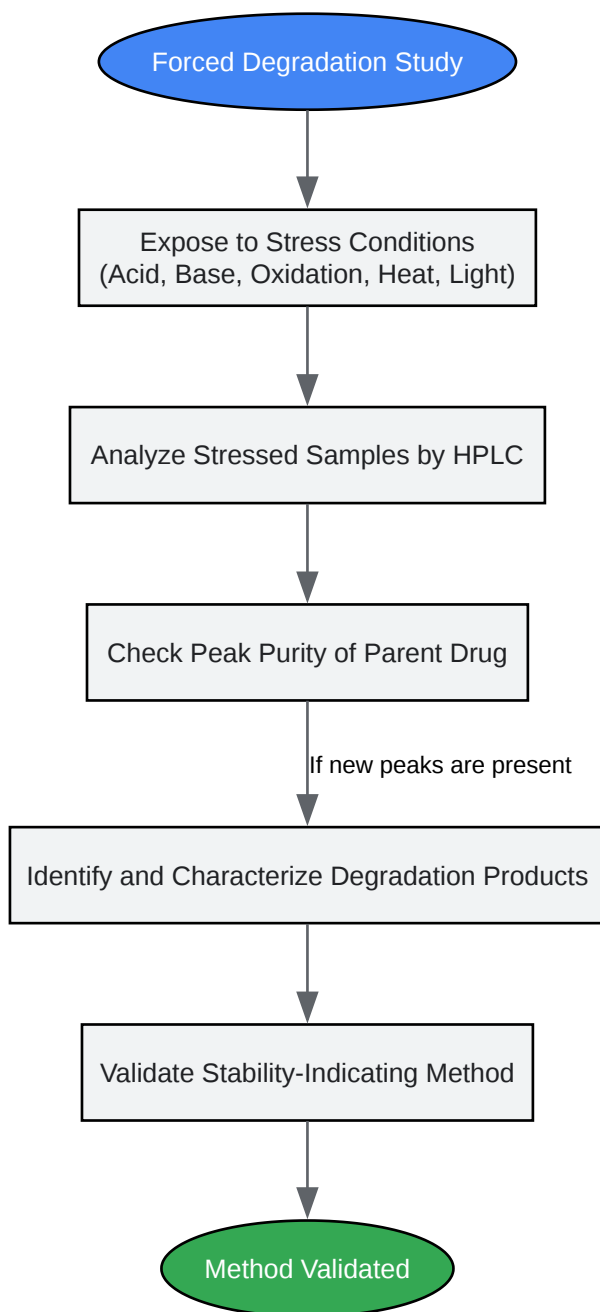 Forced Degradation Study
Expose to Stress Conditions
(Acid, Base, Oxidation, Heat, Light)
Analyze Stressed Samples by HPLC
Check Peak Purity of Parent Drug
If new peaks are present
Identify and Characterize Degradation Products
Validate Stability-Indicating Method
Method Validated